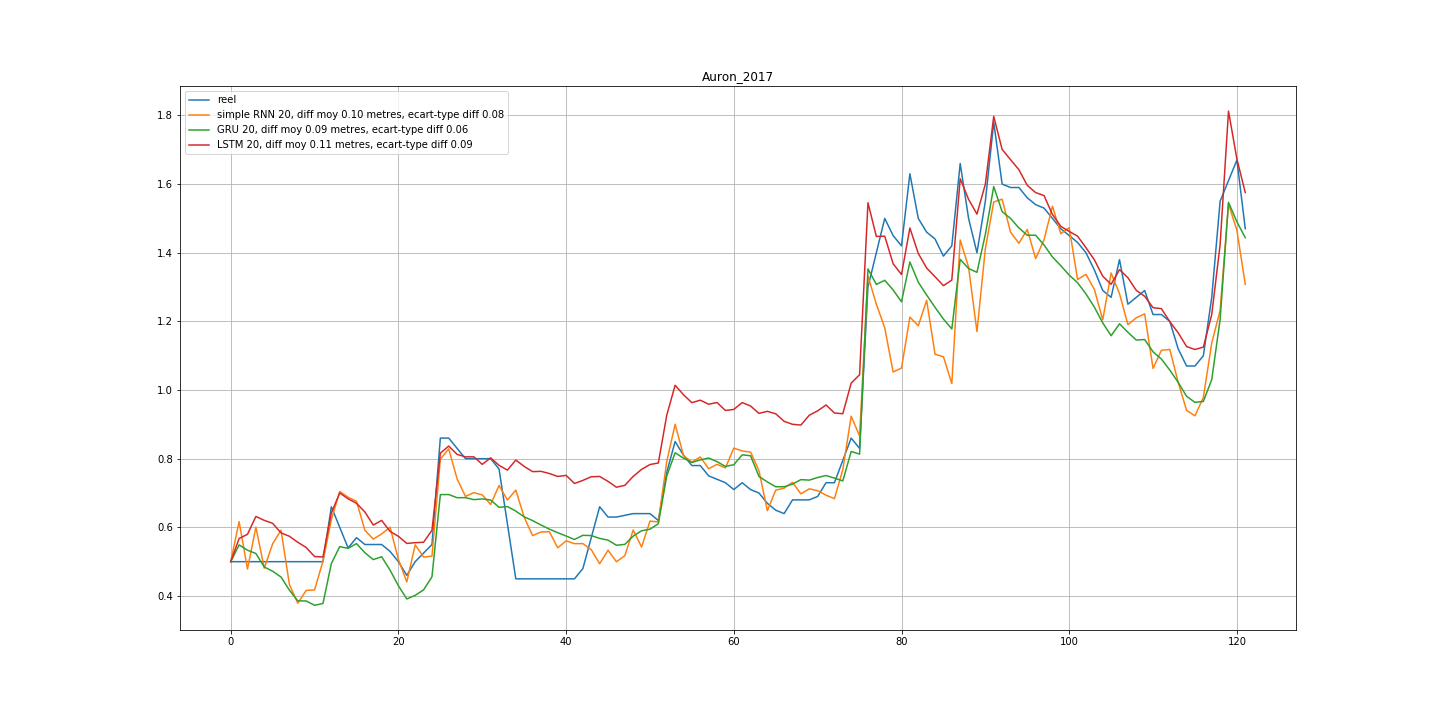 Auron_2017
reel
simple RNN 20, diff moy 0.10 metres, ecart-type diff 0.08
GRU 20, diff moy 0.09 metres, ecart-type diff 0.06
LSTM 20, diff moy 0.11 metres, ecart-type diff 0.09
1.8
1.6
1.4
1.2
1.0
0.8
0.6
0.4
0 20 40 60 80 100 120